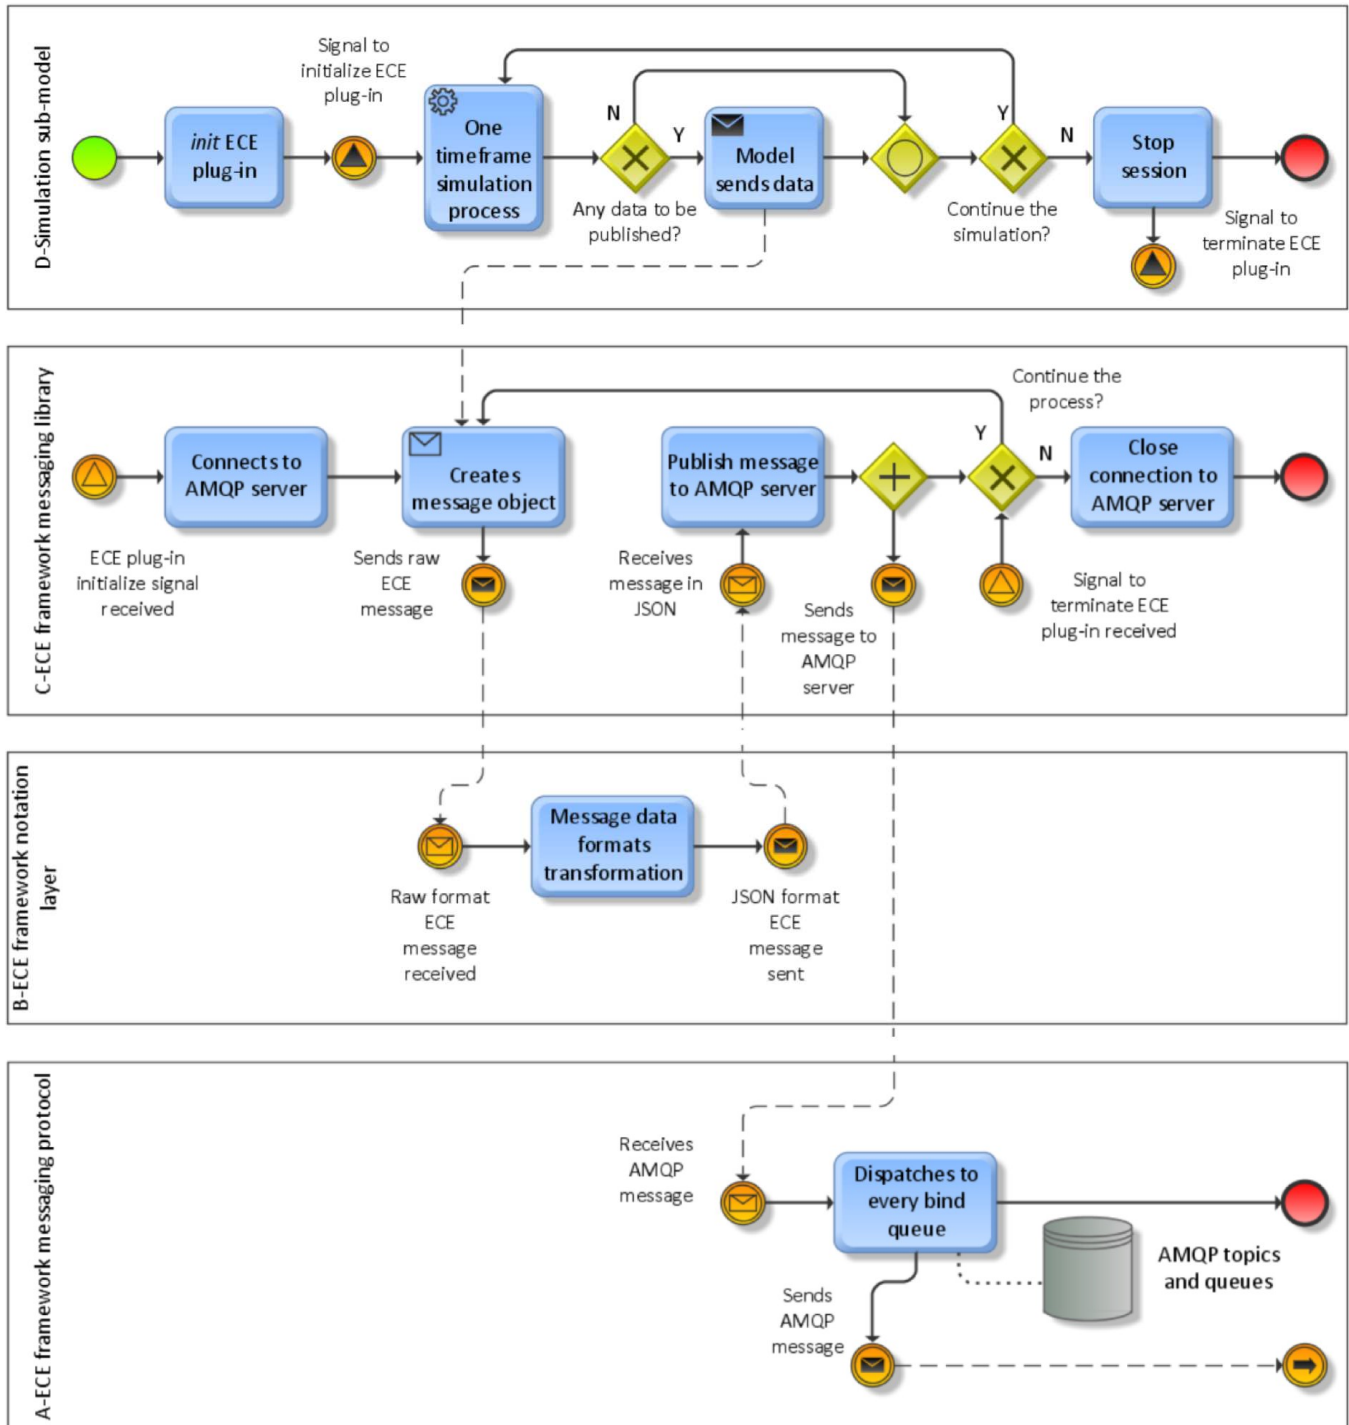 D-Simulation sub-model
Signal to
initialize ECE
plug-in
init ECE
plug-in
One
timeframe
simulation
process
N
Y
Any data to be
published?
Model
sends data
Y
N
Continue the
simulation?
Stop
session
Signal to
terminate ECE
plug-in
C-ECE framework messaging library
ECE plug-in
initialize signal
received
Connects to
AMQP server
Creates
message object
Sends raw
ECE
message
Publish message
to AMQP server
Receives
message in
JSON
Sends
message to
AMQP
server
Continue the
process?
Y
N
Signal to
terminate ECE
plug-in received
Close
connection to
AMQP server
B-ECE framework notation
layer
Raw format
ECE
message
received
Message data
formats
transformation
JSON format
ECE
message
sent
A-ECE framework messaging protocol
Receives
AMQP
message
Dispatches to
every bind
queue
AMQP topics
and queues
Sends
AMQP
message